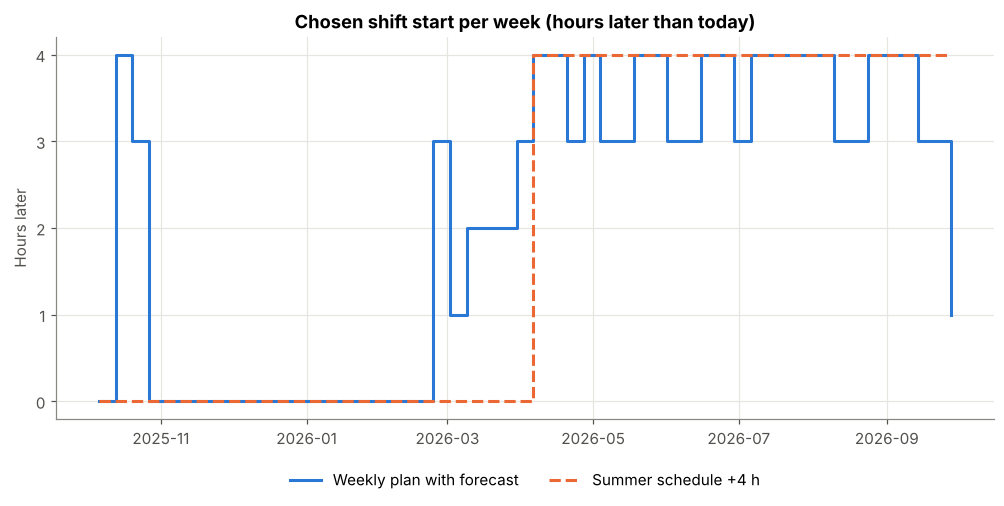 Chosen shift start per week (hours later than today)
Hours later
4
3
2
1
0
2025-11 2026-01 2026-03 2026-05 2026-07 2026-09
Weekly plan with forecast Summer schedule +4 h